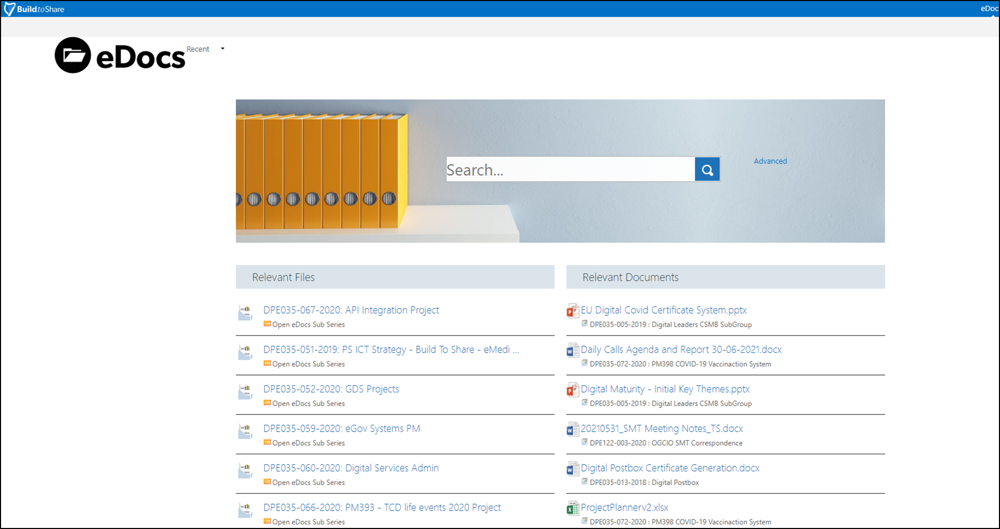 BuildtoShare
eDoc
eDocs
Recent
Search...
Advanced
Relevant Files
DPE035-067-2020: API Integration Project
Open eDocs Sub Series
DPE035-051-2019: PS ICT Strategy - Build To Share - eMedi ...
Open eDocs Sub Series
DPE035-052-2020: GDS Projects
Open eDocs Sub Series
DPE035-059-2020: eGov Systems PM
Open eDocs Sub Series
DPE035-060-2020: Digital Services Admin
Open eDocs Sub Series
DPE035-066-2020: PM393 - TCD life events 2020 Project
Open eDocs Sub Series
Relevant Documents
EU Digital Covid Certificate System.pptx
DPE035-005-2019 : Digital Leaders CSMB SubGroup
Daily Calls Agenda and Report 30-06-2021.docx
DPE035-072-2020 : PM398 COVID-19 Vaccinaction System
Digital Maturity - Initial Key Themes.pptx
DPE035-005-2019 : Digital Leaders CSMB SubGroup
20210531_SMT Meeting Notes_TS.docx
DPE122-003-2020 : OGCIO SMT Correspondence
Digital Postbox Certificate Generation.docx
DPE035-013-2018 : Digital Postbox
ProjectPlannerv2.xlsx
DPE035-072-2020 : PM398 COVID-19 Vaccinaction System